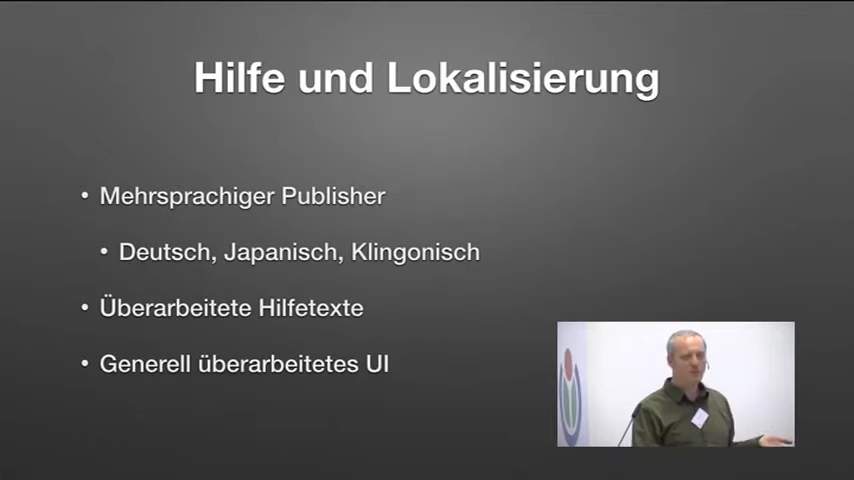 Hilfe und Lokalisierung
• Mehrsprachiger Publisher
• Deutsch, Japanisch, Klingonisch
• Überarbeitete Hilfetexte
• Generell überarbeitetes UI